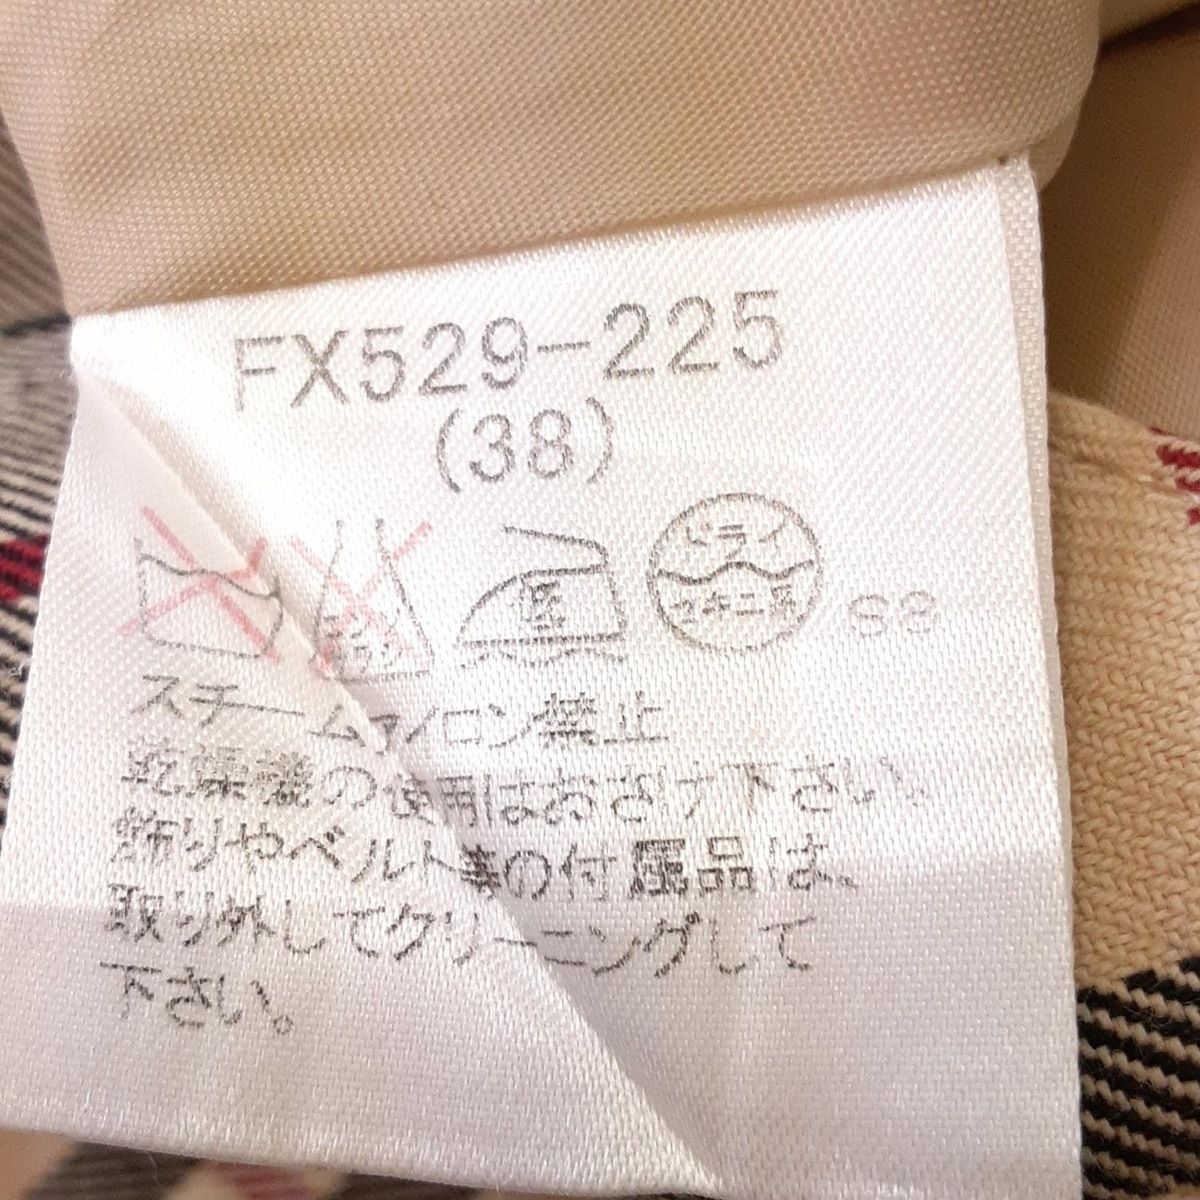 FX529-225
(38)
低
ドライ
セキユ系
S8
スチームアイロン禁止
乾燥機の使用はおさけ下さい。
飾りやベルト等の付属品は、
取り外してクリーニングして
下さい。